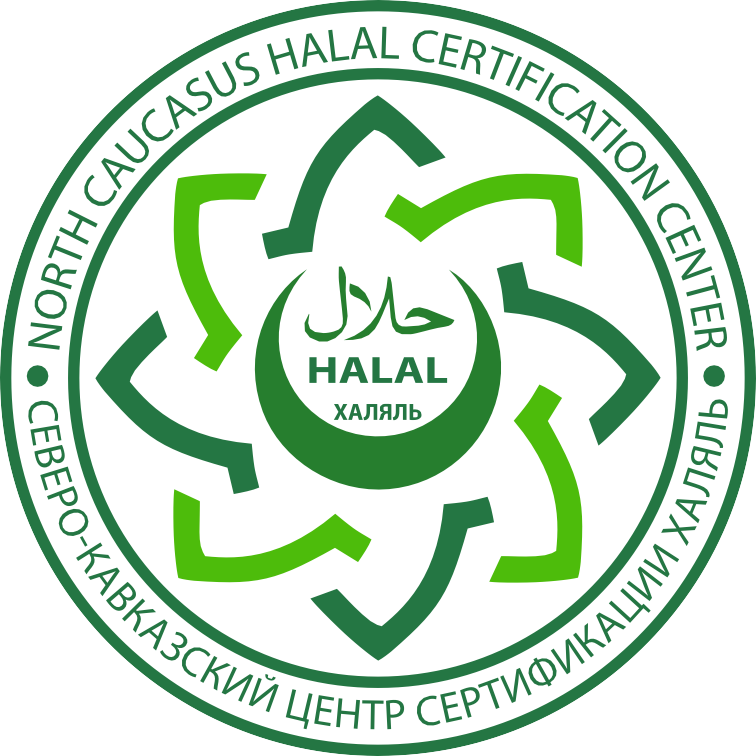 NORTH CAUCASUS HALAL CERTIFICATION CENTER
حلال
HALAL
ХАЛЯЛЬ
СЕВЕРО-КАВКАЗСКИЙ ЦЕНТР СЕРТИФИКАЦИИ ХАЛЯЛЬ